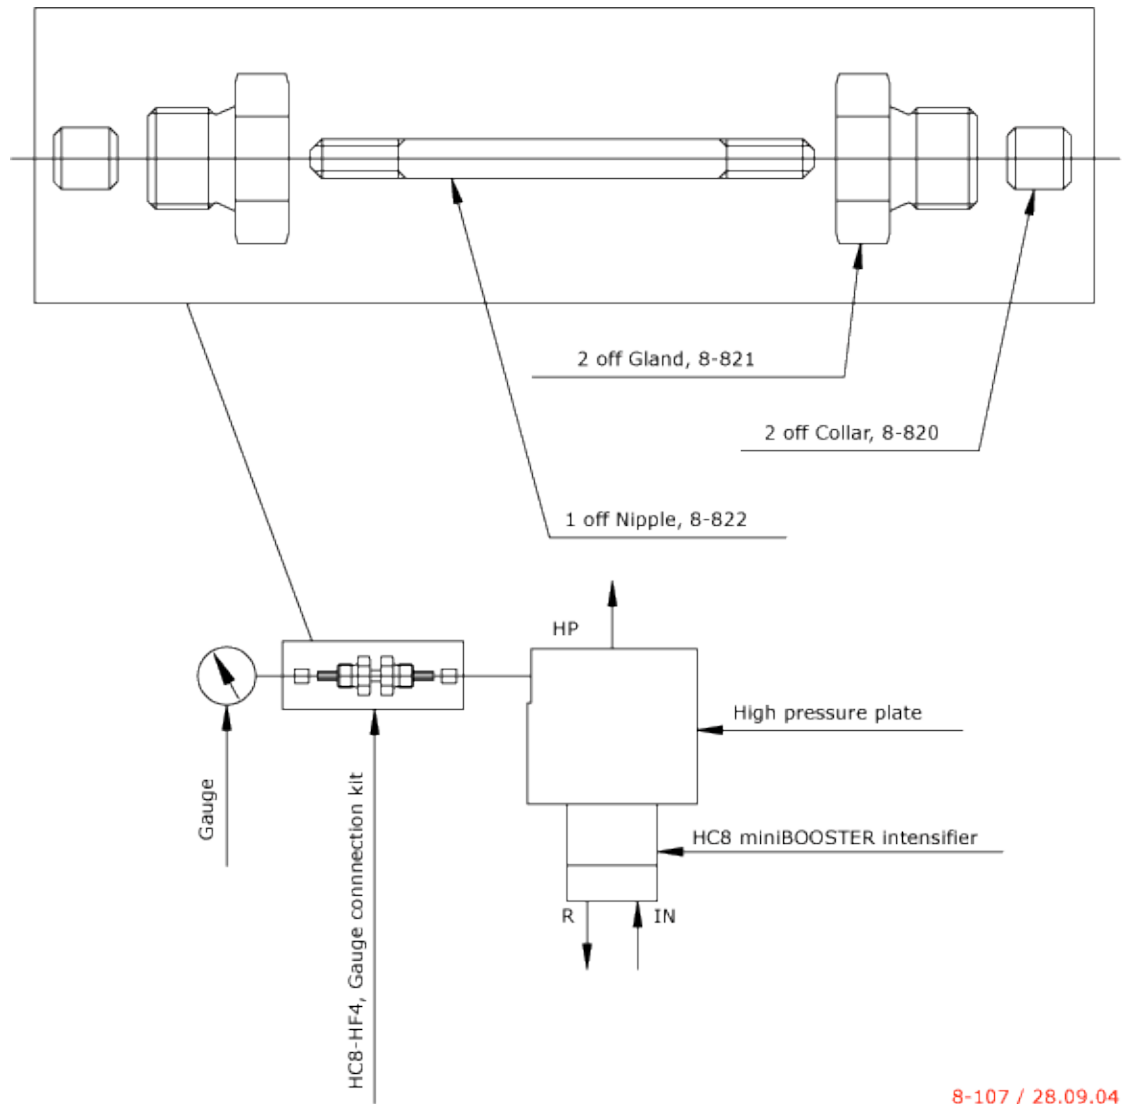 2 off Gland, 8-821
2 off Collar, 8-820
1 off Nipple, 8-822
HP
High pressure plate
Gauge
HC8-HF4, Gauge connnection kit
HC8 miniBOOSTER intensifier
R
IN
8-107 / 28.09.04